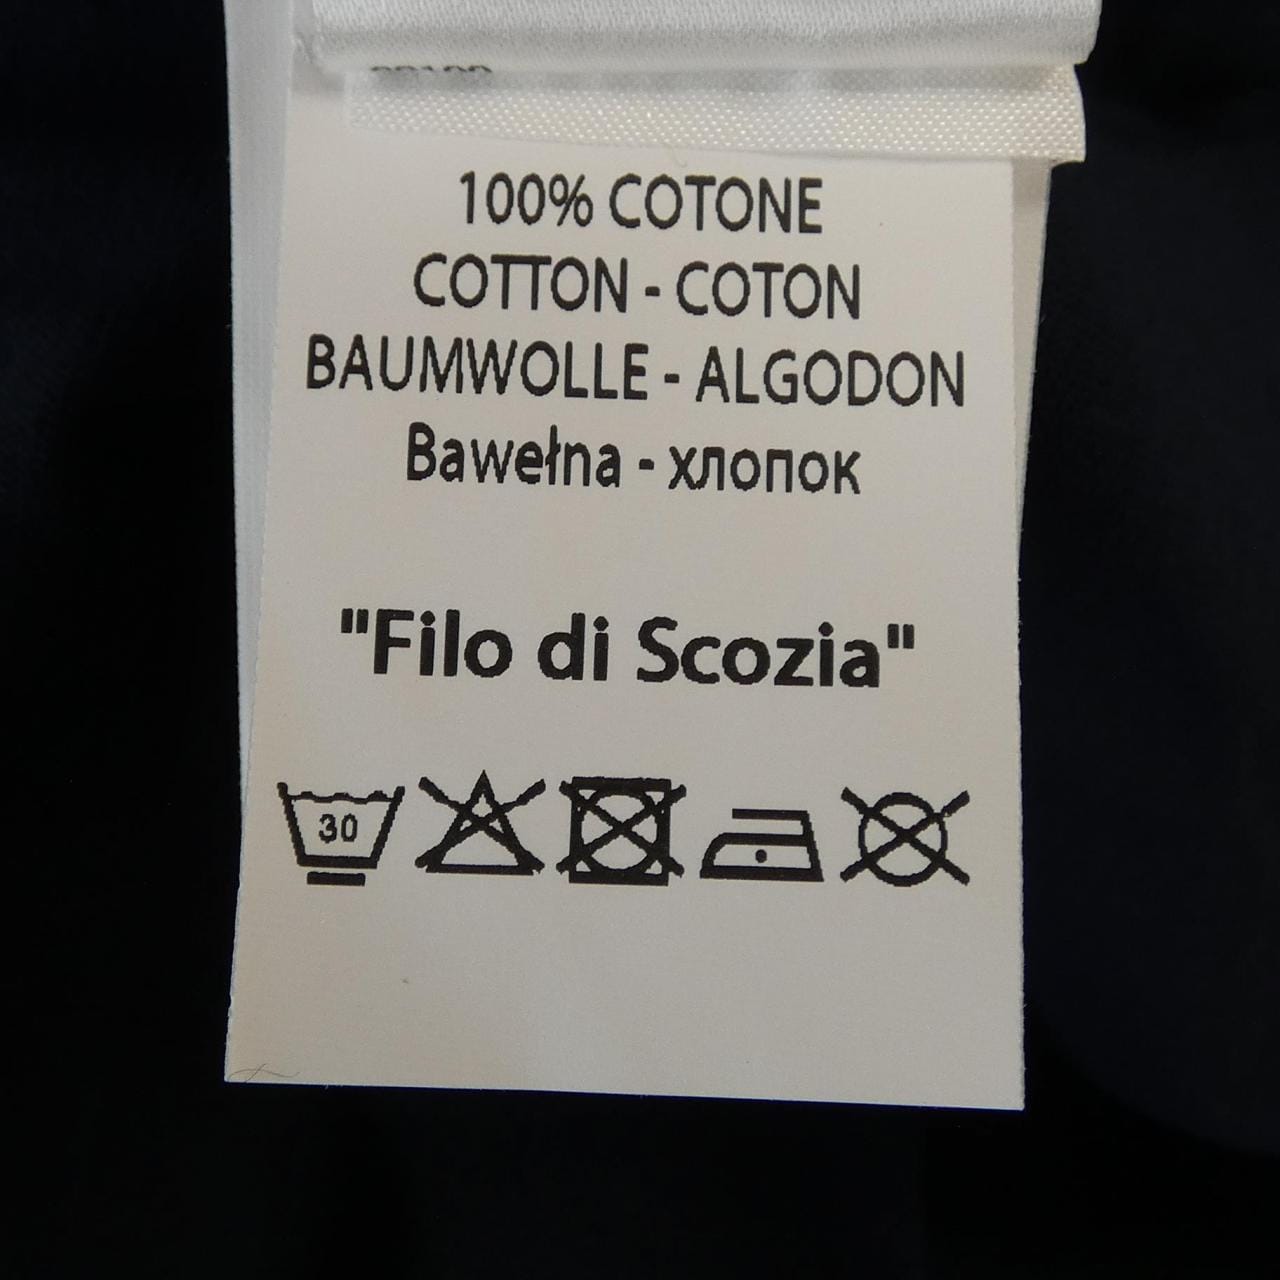 100% COTONE
COTTON - COTON
BAUMWOLLE - ALGODON
Bawełna - хлопок
"Filo di Scozia"
30